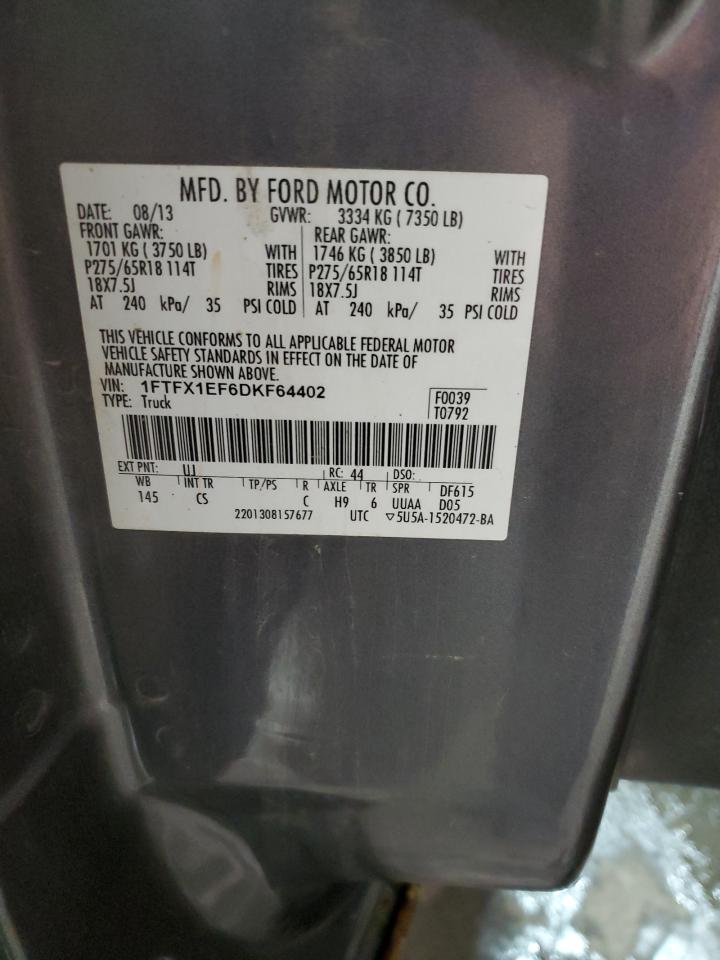 MFD. BY FORD MOTOR CO.
DATE: 08/13 GVWR: 3334 KG ( 7350 LB)
FRONT GAWR: REAR GAWR:
1701 KG ( 3750 LB) WITH 1746 KG ( 3850 LB) WITH
P275/65R18 114T TIRES P275/65R18 114T TIRES
18X7.5J RIMS 18X7.5J RIMS
AT 240 kPa/ 35 PSI COLD AT 240 kPa/ 35 PSI COLD
THIS VEHICLE CONFORMS TO ALL APPLICABLE FEDERAL MOTOR
VEHICLE SAFETY STANDARDS IN EFFECT ON THE DATE OF
MANUFACTURE SHOWN ABOVE.
VIN: 1FTFX1EF6DKF64402 F0039
TYPE: Truck T0792
EXT PNT: UJ RC: 44 DSO:
WB INT TR TP/PS R AXLE TR SPR DF615
145 CS C H9 6 UUAA D05
2201308157677 UTC ▽5U5A-1520472-BA